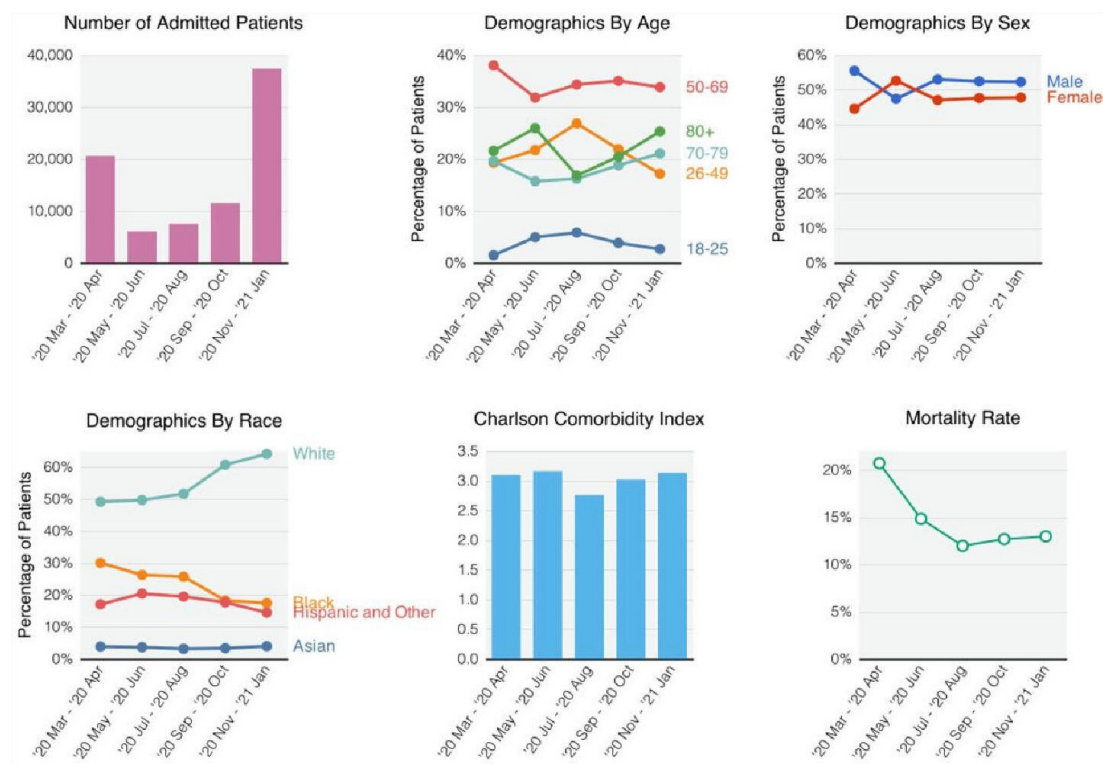 Number of Admitted Patients
40,000
30,000
20,000
10,000
0
'20 Mar - '20 Apr
'20 May - '20 Jun
'20 Jul - '20 Aug
'20 Sep - '20 Oct
'20 Nov - '21 Jan
Demographics By Age
Percentage of Patients
40%
30%
20%
10%
0%
50-69
80+
70-79
26-49
18-25
'20 Mar - '20 Apr
'20 May - '20 Jun
'20 Jul - '20 Aug
'20 Sep - '20 Oct
'20 Nov - '21 Jan
Demographics By Sex
Percentage of Patients
60%
50%
40%
30%
20%
10%
0%
Male
Female
'20 Mar - '20 Apr
'20 May - '20 Jun
'20 Jul - '20 Aug
'20 Sep - '20 Oct
'20 Nov - '21 Jan
Demographics By Race
Percentage of Patients
60%
50%
40%
30%
20%
10%
0%
White
Black
Hispanic and Other
Asian
'20 Mar - '20 Apr
'20 May - '20 Jun
'20 Jul - '20 Aug
'20 Sep - '20 Oct
'20 Nov - '21 Jan
Charlson Comorbidity Index
3.5
3.0
2.5
2.0
1.5
1.0
0.5
0.0
'20 Mar - '20 Apr
'20 May - '20 Jun
'20 Jul - '20 Aug
'20 Sep - '20 Oct
'20 Nov - '21 Jan
Mortality Rate
20%
15%
10%
5%
0%
'20 Mar - '20 Apr
'20 May - '20 Jun
'20 Jul - '20 Aug
'20 Sep - '20 Oct
'20 Nov - '21 Jan